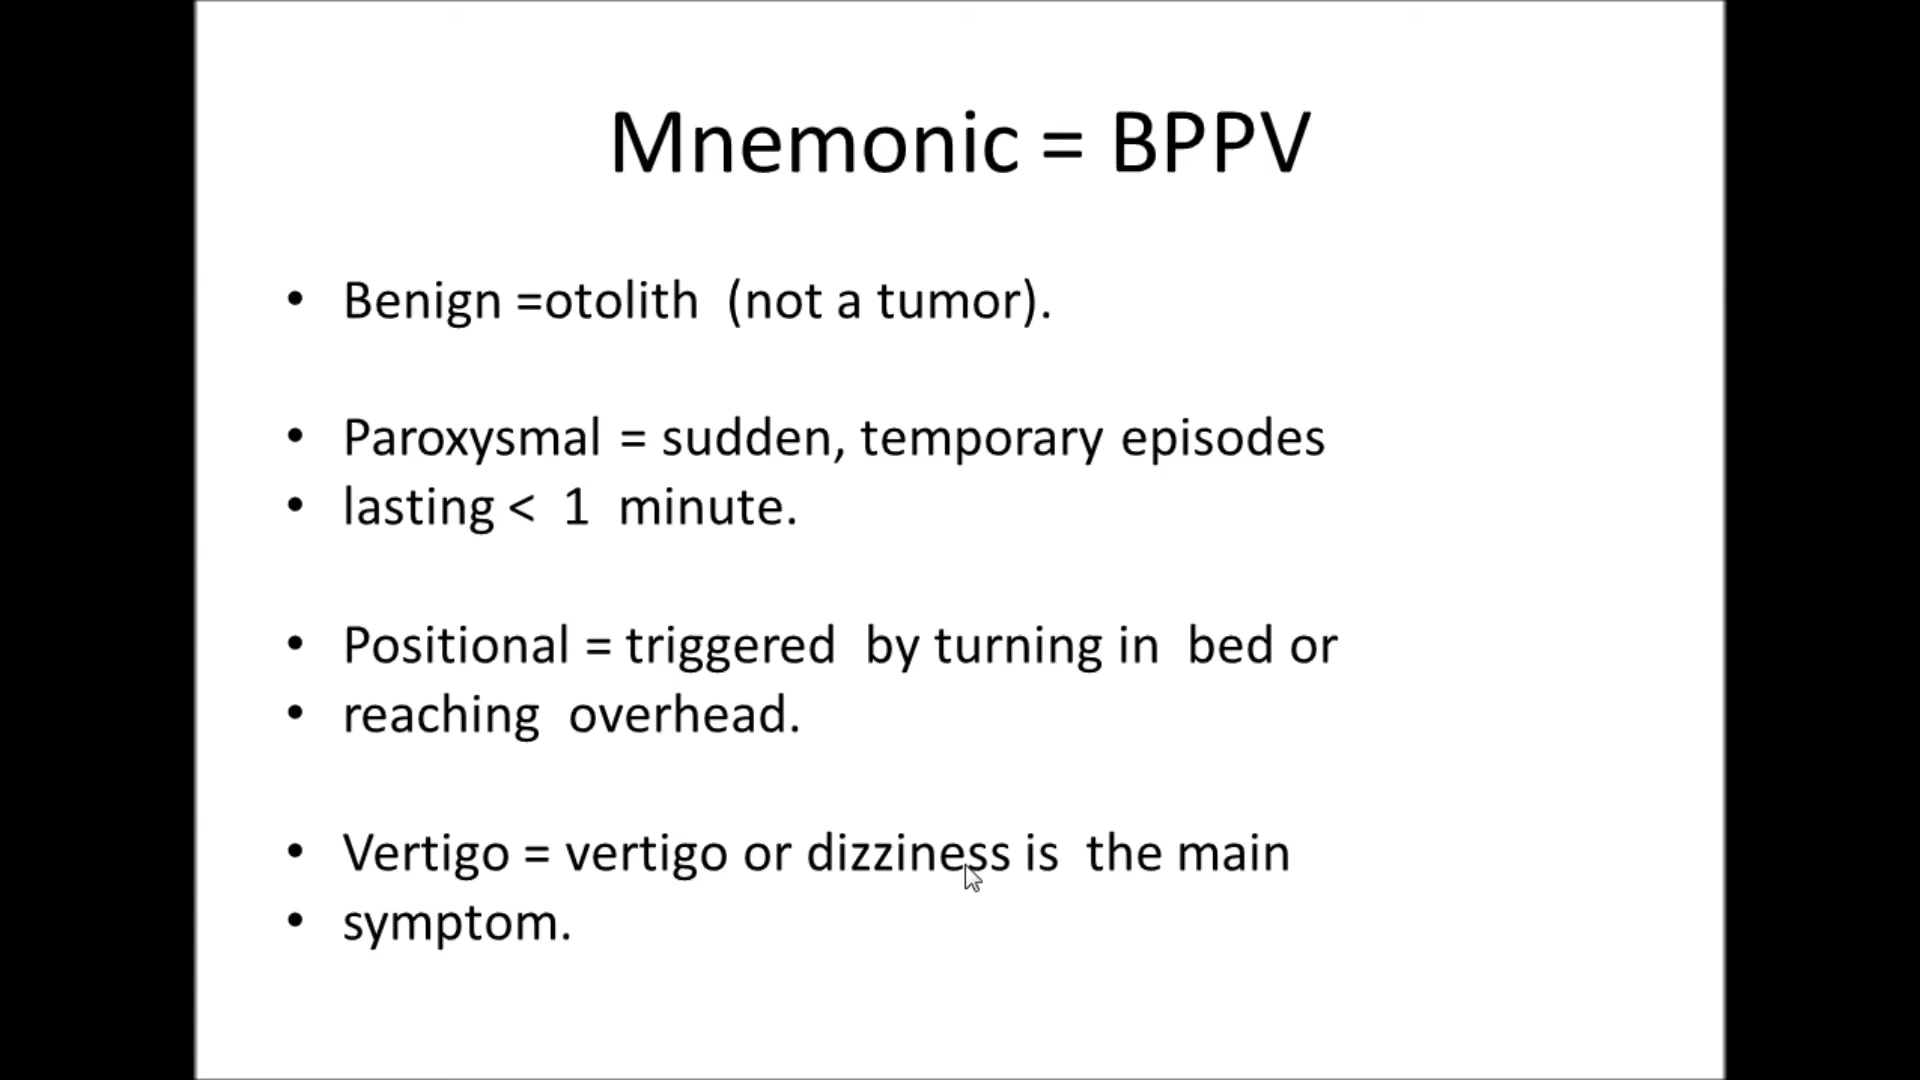 Mnemonic = BPPV
• Benign =otolith (not a tumor).
• Paroxysmal = sudden, temporary episodes
• lasting < 1 minute.
• Positional = triggered by turning in bed or
• reaching overhead.
• Vertigo = vertigo or dizziness is the main
• symptom.